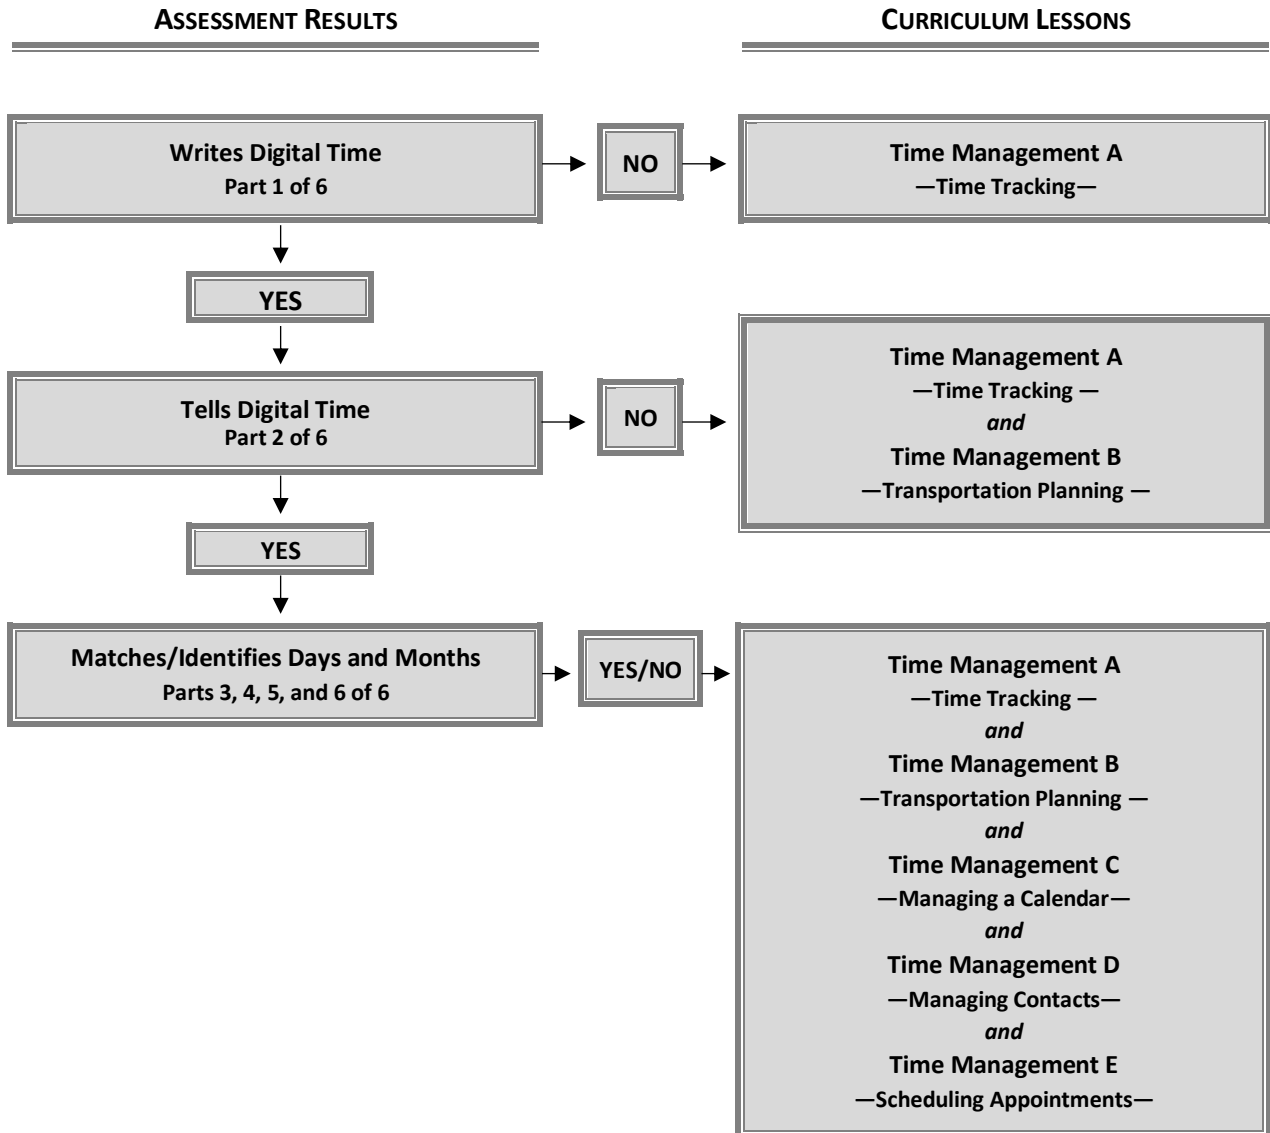 ASSESSMENT RESULTS
CURRICULUM LESSONS
Writes Digital Time
Part 1 of 6
NO
Time Management A
—Time Tracking—
YES
Tells Digital Time
Part 2 of 6
NO
Time Management A
—Time Tracking —
and
Time Management B
—Transportation Planning —
YES
Matches/Identifies Days and Months
Parts 3, 4, 5, and 6 of 6
YES/NO
Time Management A
—Time Tracking —
and
Time Management B
—Transportation Planning —
and
Time Management C
—Managing a Calendar—
and
Time Management D
—Managing Contacts—
and
Time Management E
—Scheduling Appointments—